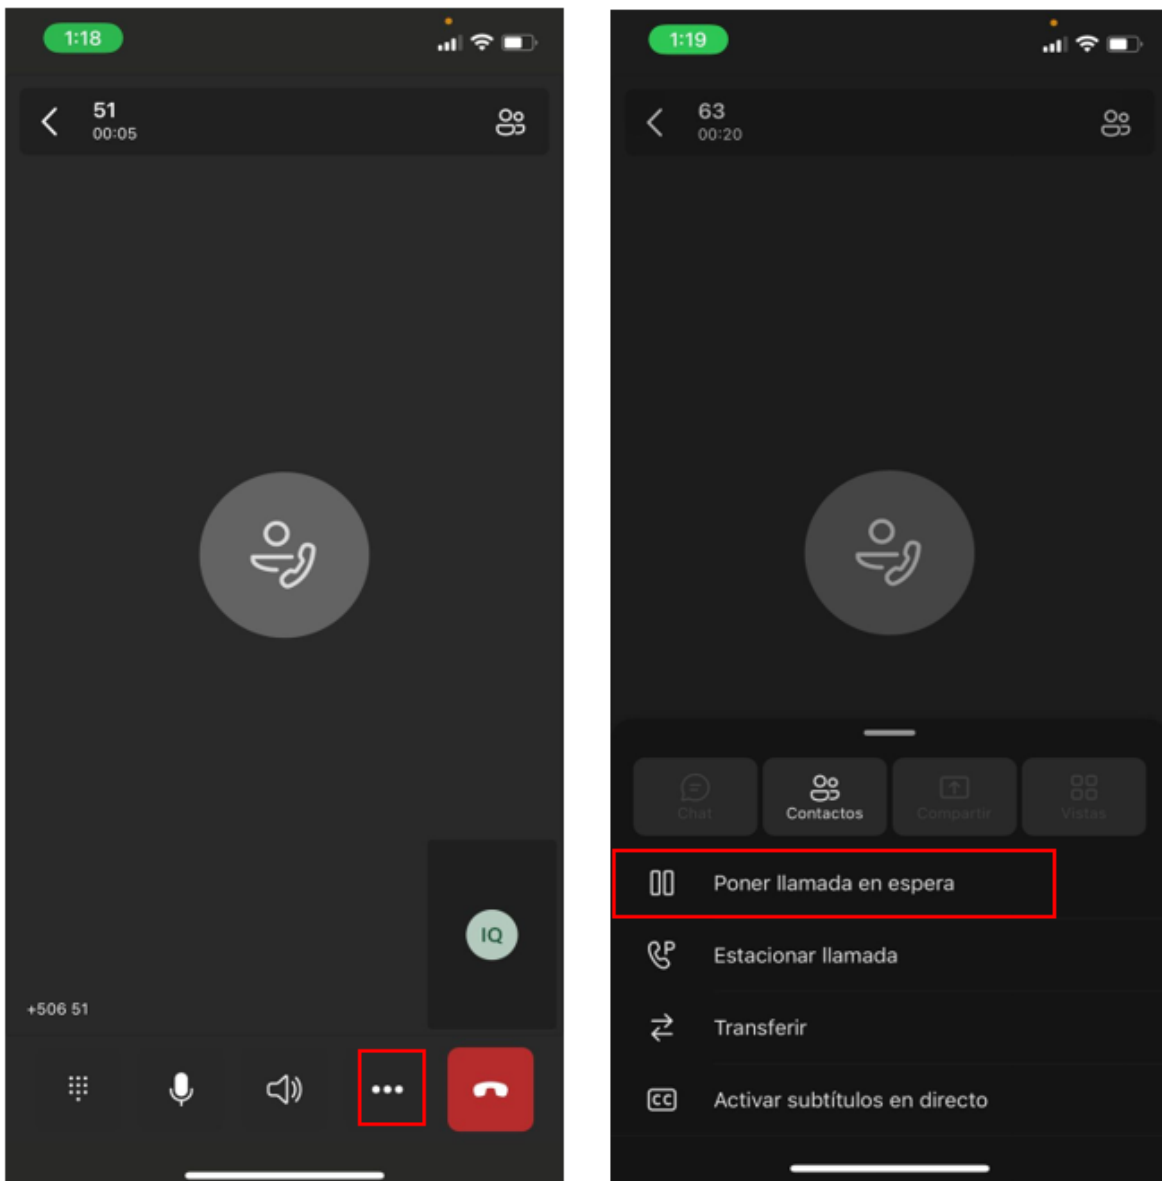 1:18
51
00:05
IQ
+506 51
1:19
63
00:20
Chat
Contactos
Compartir
Vistas
Poner llamada en espera
Estacionar llamada
Transferir
CC
Activar subtítulos en directo